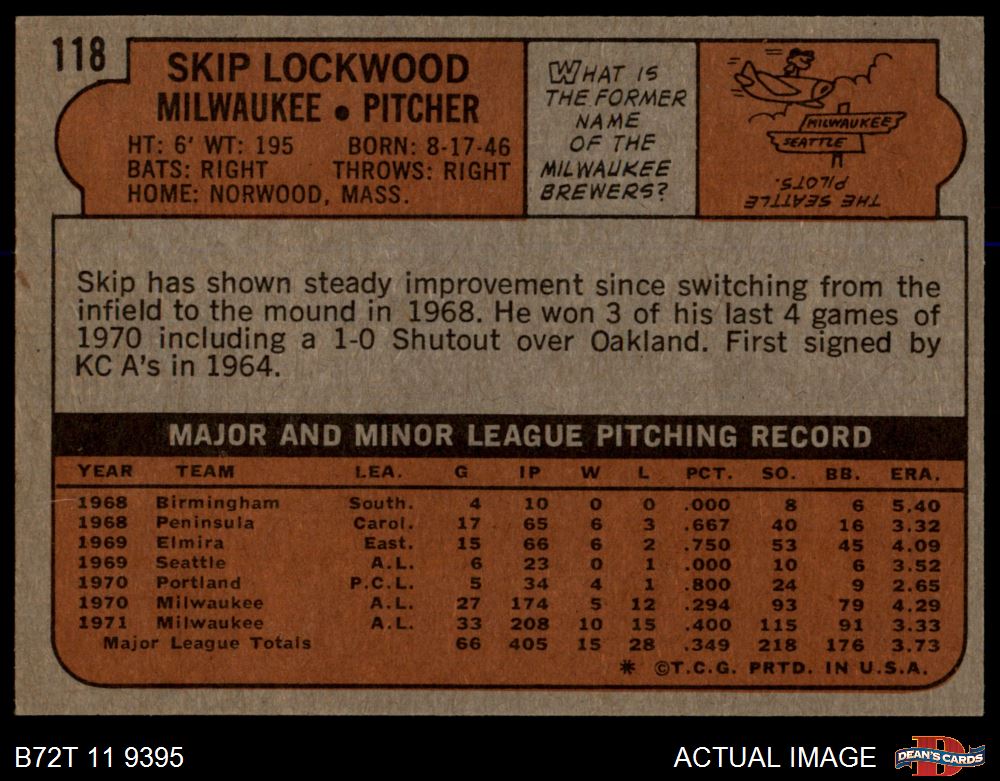 118
SKIP LOCKWOOD
MILWAUKEE • PITCHER
HT: 6' WT: 195 BORN: 8-17-46
BATS: RIGHT THROWS: RIGHT
HOME: NORWOOD, MASS.
WHAT IS
THE FORMER
NAME
OF THE
MILWAUKEE
BREWERS?
MILWAUKEE
SEATTLE
THE SEATTLE
PILOTS.
Skip has shown steady improvement since switching from the
infield to the mound in 1968. He won 3 of his last 4 games of
1970 including a 1-0 Shutout over Oakland. First signed by
KC A's in 1964.
MAJOR AND MINOR LEAGUE PITCHING RECORD
YEAR TEAM LEA. G IP W L PCT. SO. BB. ERA.
1968 Birmingham South. 4 10 0 0 .000 8 6 5.40
1968 Peninsula Carol. 17 65 6 3 .667 40 16 3.32
1969 Elmira East. 15 66 6 2 .750 53 45 4.09
1969 Seattle A.L. 6 23 0 1 .000 10 6 3.52
1970 Portland P.C.L. 5 34 4 1 .800 24 9 2.65
1970 Milwaukee A.L. 27 174 5 12 .294 93 79 4.29
1971 Milwaukee A.L. 33 208 10 15 .400 115 91 3.33
Major League Totals 66 405 15 28 .349 218 176 3.73
* ©T.C.G. PRTD. IN U.S.A.
B72T 11 9395
ACTUAL IMAGE
D
DEAN'S CARDS